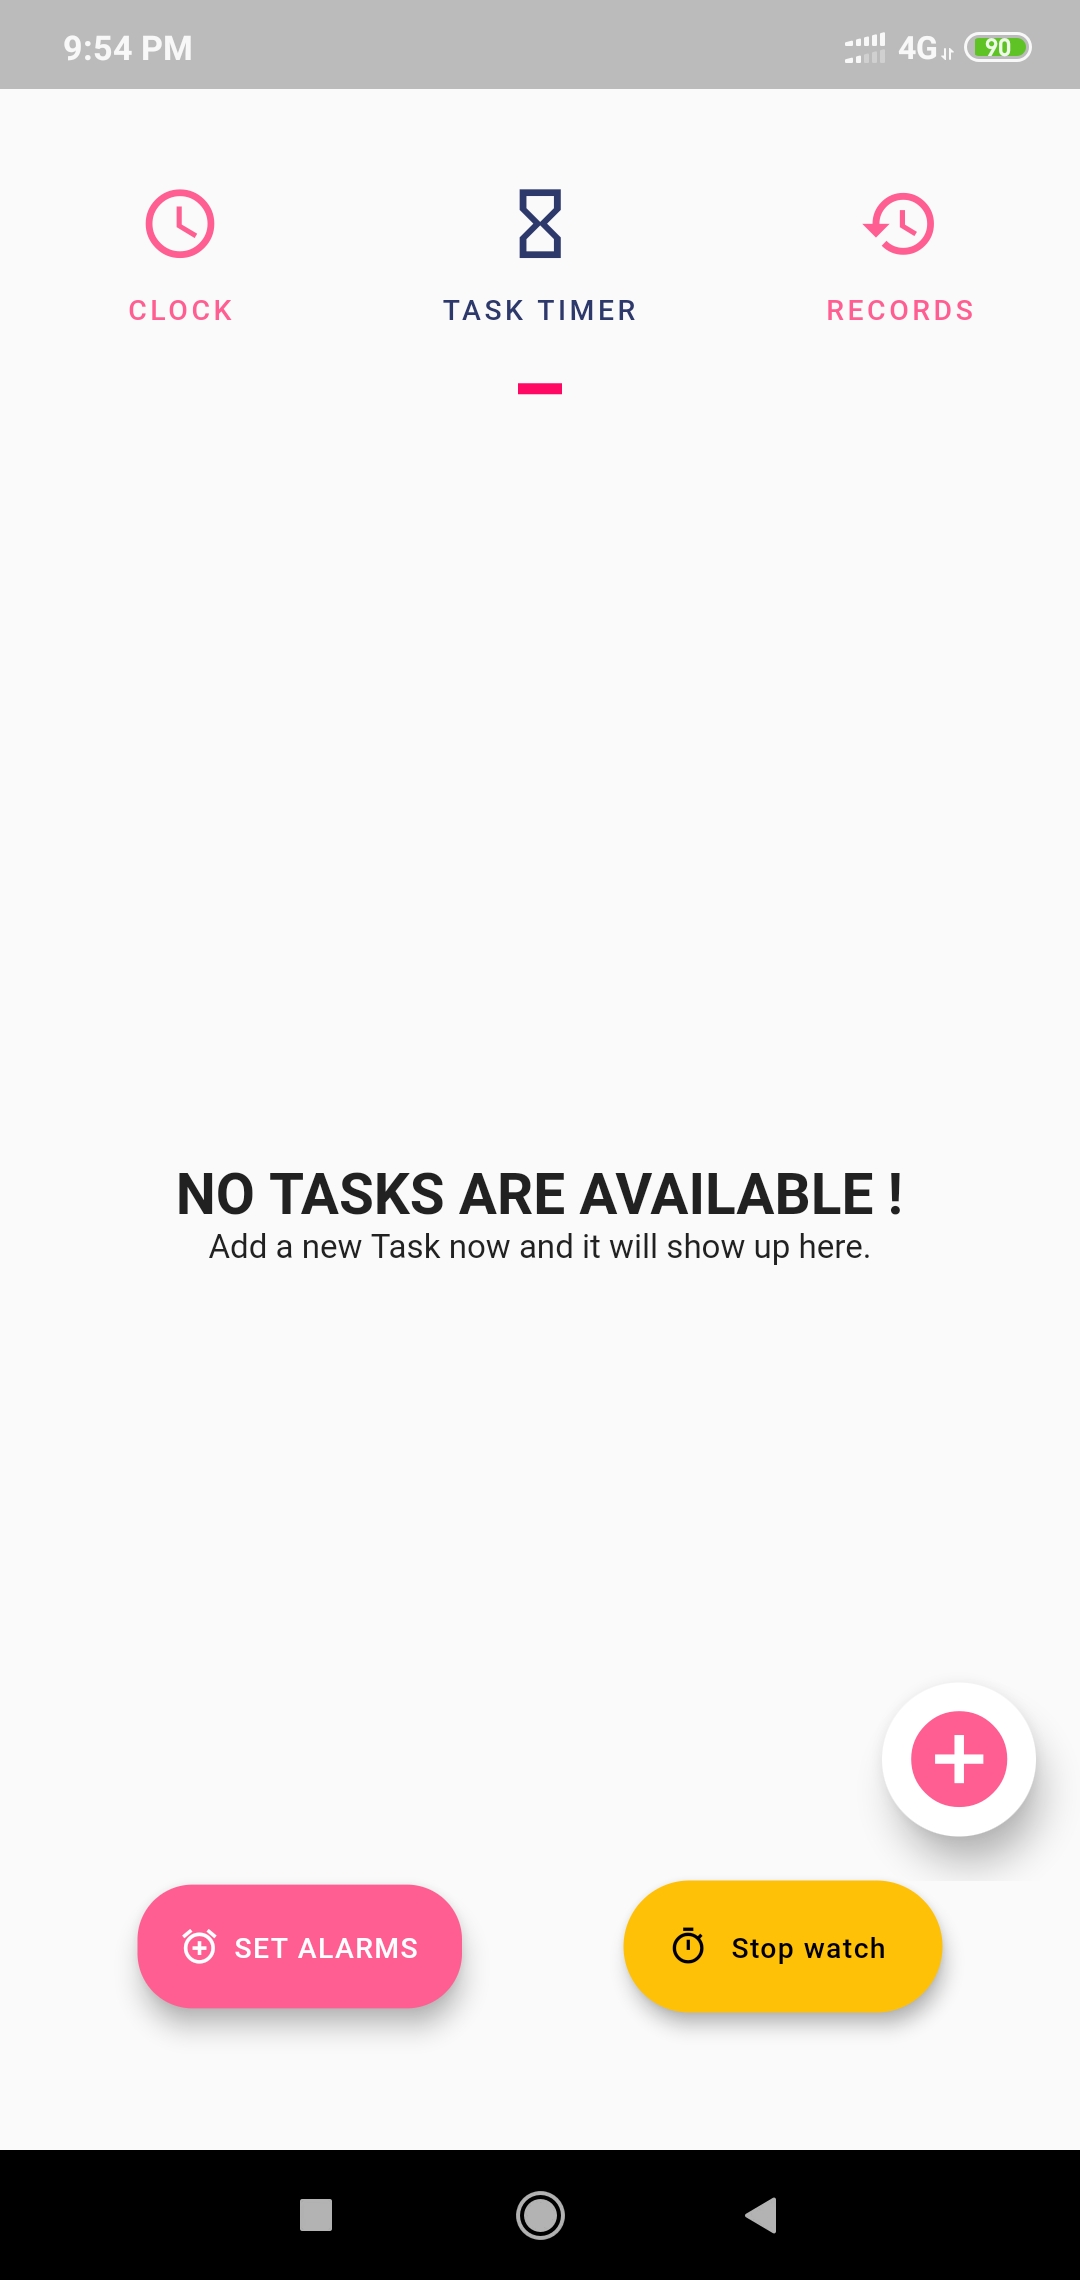 9:54 PM 4G 90
CLOCK TASK TIMER RECORDS
NO TASKS ARE AVAILABLE !
Add a new Task now and it will show up here.
SET ALARMS Stop watch